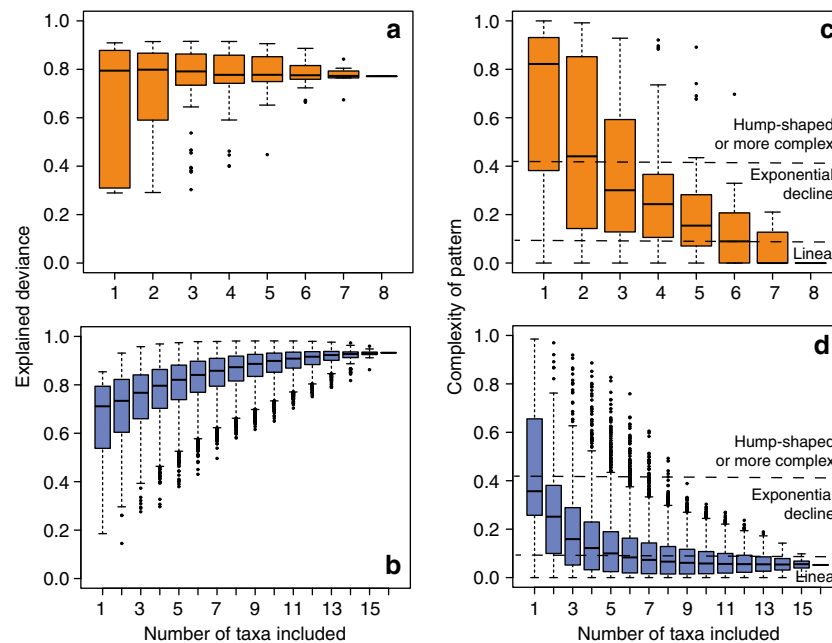 a
1.0
0.8
0.6
0.4
0.2
0.0
1 2 3 4 5 6 7 8
Explained deviance
b
1.0
0.8
0.6
0.4
0.2
0.0
1 3 5 7 9 11 13 15
Number of taxa included
c
1.0
0.8
0.6
0.4
0.2
0.0
Hump-shaped
or more complex
Exponential
decline
Linea
1 2 3 4 5 6 7 8
Complexity of pattern
d
1.0
0.8
0.6
0.4
0.2
0.0
Hump-shaped
or more complex
Exponential
decline
Linea
1 3 5 7 9 11 13 15
Number of taxa included